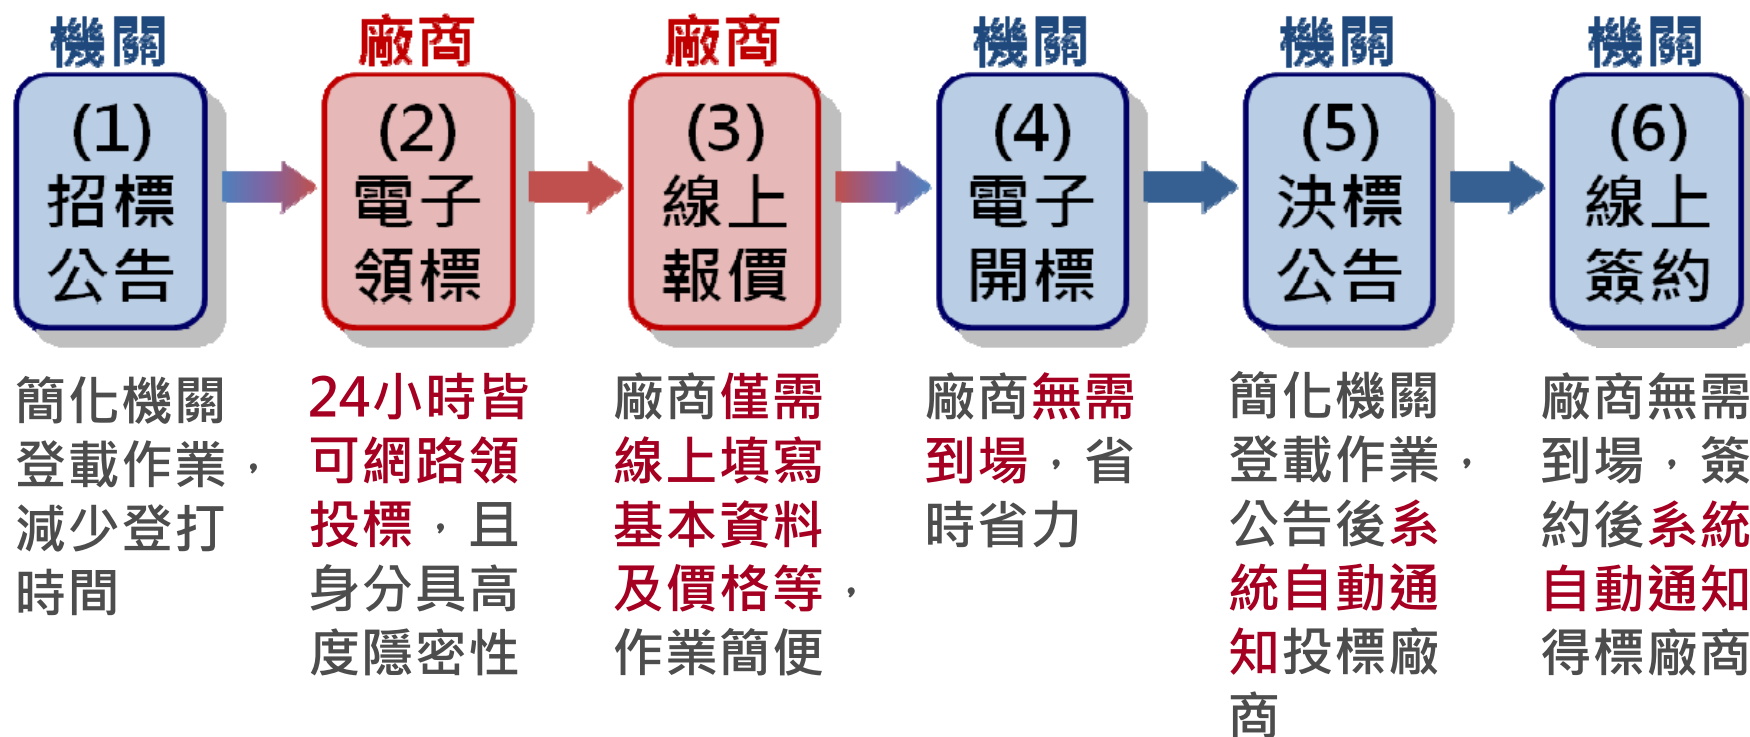 機關
(1)
招標
公告
簡化機關
登載作業，
減少登打
時間
廠商
(2)
電子
領標
24小時皆
可網路領
投標，且
身分具高
度隱密性
廠商
(3)
線上
報價
廠商僅需
線上填寫
基本資料
及價格等，
作業簡便
機關
(4)
電子
開標
廠商無需
到場，省
時省力
機關
(5)
決標
公告
簡化機關
登載作業，
公告後系
統自動通
知投標廠
商
機關
(6)
線上
簽約
廠商無需
到場，簽
約後系統
自動通知
得標廠商